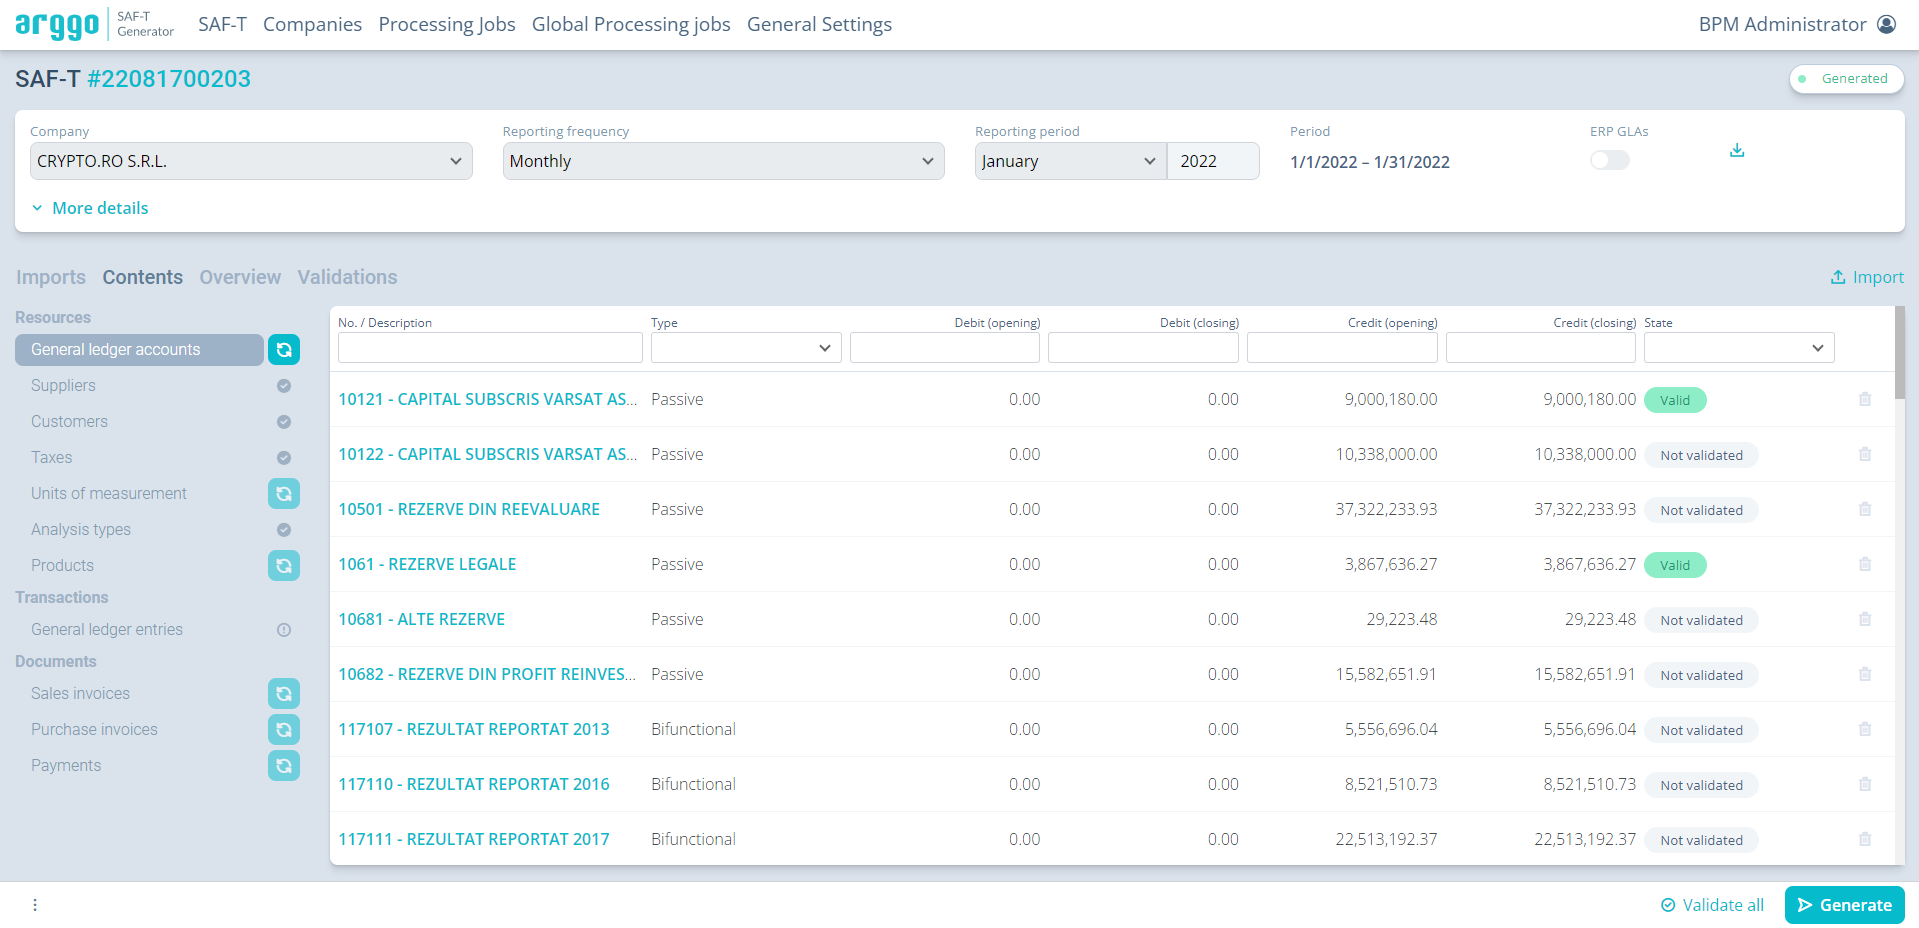 arggo SAF-T Generator SAF-T Companies Processing Jobs Global Processing jobs General Settings BPM Administrator
SAF-T #22081700203 Generated
Company Reporting frequency Reporting period Period ERP GLAs
CRYPTO.RO S.R.L. Monthly January 2022 1/1/2022 – 1/31/2022
More details
Imports Contents Overview Validations Import
Resources
General ledger accounts
Suppliers
Customers
Taxes
Units of measurement
Analysis types
Products
Transactions
General ledger entries
Documents
Sales invoices
Purchase invoices
Payments
No. / Description Type Debit (opening) Debit (closing) Credit (opening) Credit (closing) State
10121 - CAPITAL SUBSCRIS VARSAT AS... Passive 0.00 0.00 9,000,180.00 9,000,180.00 Valid
10122 - CAPITAL SUBSCRIS VARSAT AS... Passive 0.00 0.00 10,338,000.00 10,338,000.00 Not validated
10501 - REZERVE DIN REEVALUARE Passive 0.00 0.00 37,322,233.93 37,322,233.93 Not validated
1061 - REZERVE LEGALE Passive 0.00 0.00 3,867,636.27 3,867,636.27 Valid
10681 - ALTE REZERVE Passive 0.00 0.00 29,223.48 29,223.48 Not validated
10682 - REZERVE DIN PROFIT REINVES... Passive 0.00 0.00 15,582,651.91 15,582,651.91 Not validated
117107 - REZULTAT REPORTAT 2013 Bifunctional 0.00 0.00 5,556,696.04 5,556,696.04 Not validated
117110 - REZULTAT REPORTAT 2016 Bifunctional 0.00 0.00 8,521,510.73 8,521,510.73 Not validated
117111 - REZULTAT REPORTAT 2017 Bifunctional 0.00 0.00 22,513,192.37 22,513,192.37 Not validated
Validate all Generate